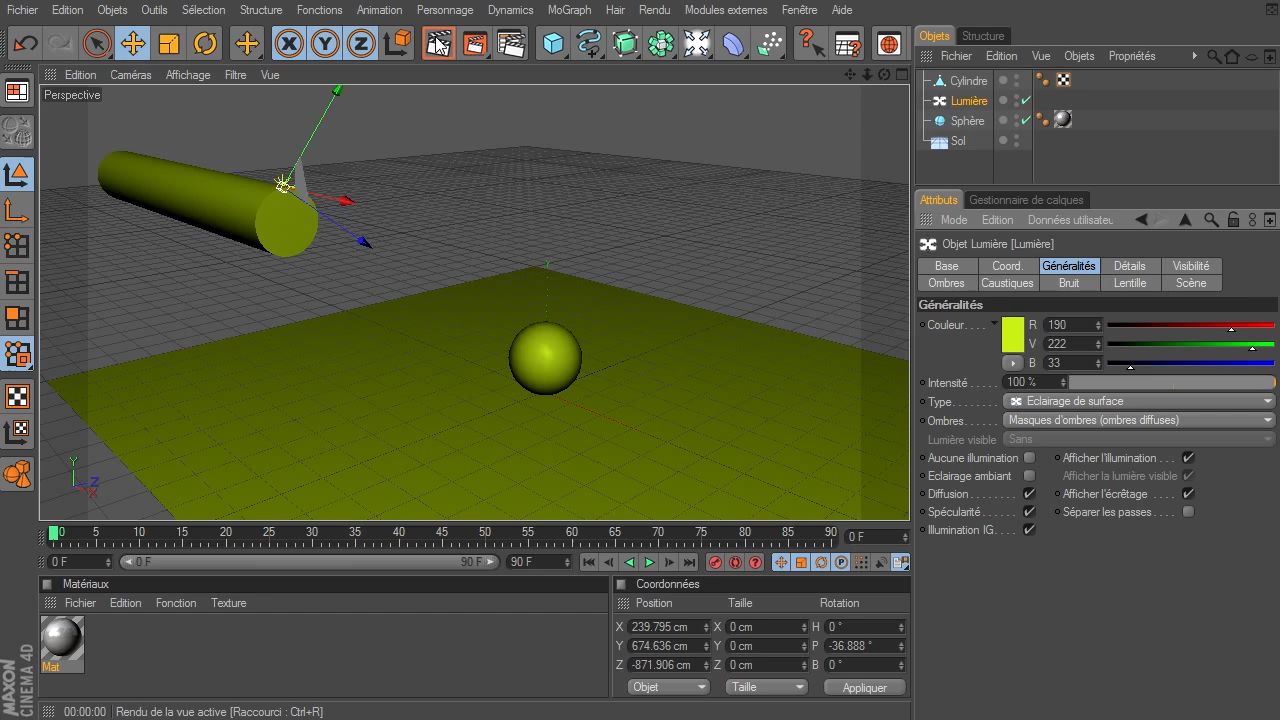 Fichier Edition Objets Outils Sélection Structure Fonctions Animation Personnage Dynamics MoGraph Hair Rendu Modules externes Fenêtre Aide
Objets Structure
Fichier Edition Vue Objets Propriétés
Edition Caméras Affichage Filtre Vue
Perspective
Cylindre
Lumière
Sphère
Sol
Attributs Gestionnaire de calques
Mode Edition Données utilisateu
Objet Lumière [Lumière]
Base Coord. Généralités Détails Visibilité
Ombres Caustiques Bruit Lentille Scène
Généralités
Couleur. . . . R 190
V 222
B 33
Intensité . . . . . 100 %
Type. . . . . . . . Eclairage de surface
Ombres. . . . . . Masques d'ombres (ombres diffuses)
Lumière visible Sans
Aucune illumination Afficher l'illumination . . .
Eclairage ambiant Afficher la lumière visible
Diffusion . . . . . . . . Afficher l'écrêtage . . . .
Spécularité . . . . . . Séparer les passes. . . .
Illumination IG. . . .
Y
Y
Z
X
0 5 10 15 20 25 30 35 40 45 50 55 60 65 70 75 80 85 90 0 F
0 F 0 F 90 F 90 F
Matériaux
Fichier Edition Fonction Texture
Mat
Coordonnées
Position Taille Rotation
X 239.795 cm X 0 cm H 0 °
Y 674.636 cm Y 0 cm P -36.888 °
Z -871.906 cm Z 0 cm B 0 °
Objet Taille Appliquer
MAXON
CINEMA 4D
00:00:00 Rendu de la vue active [Raccourci : Ctrl+R]